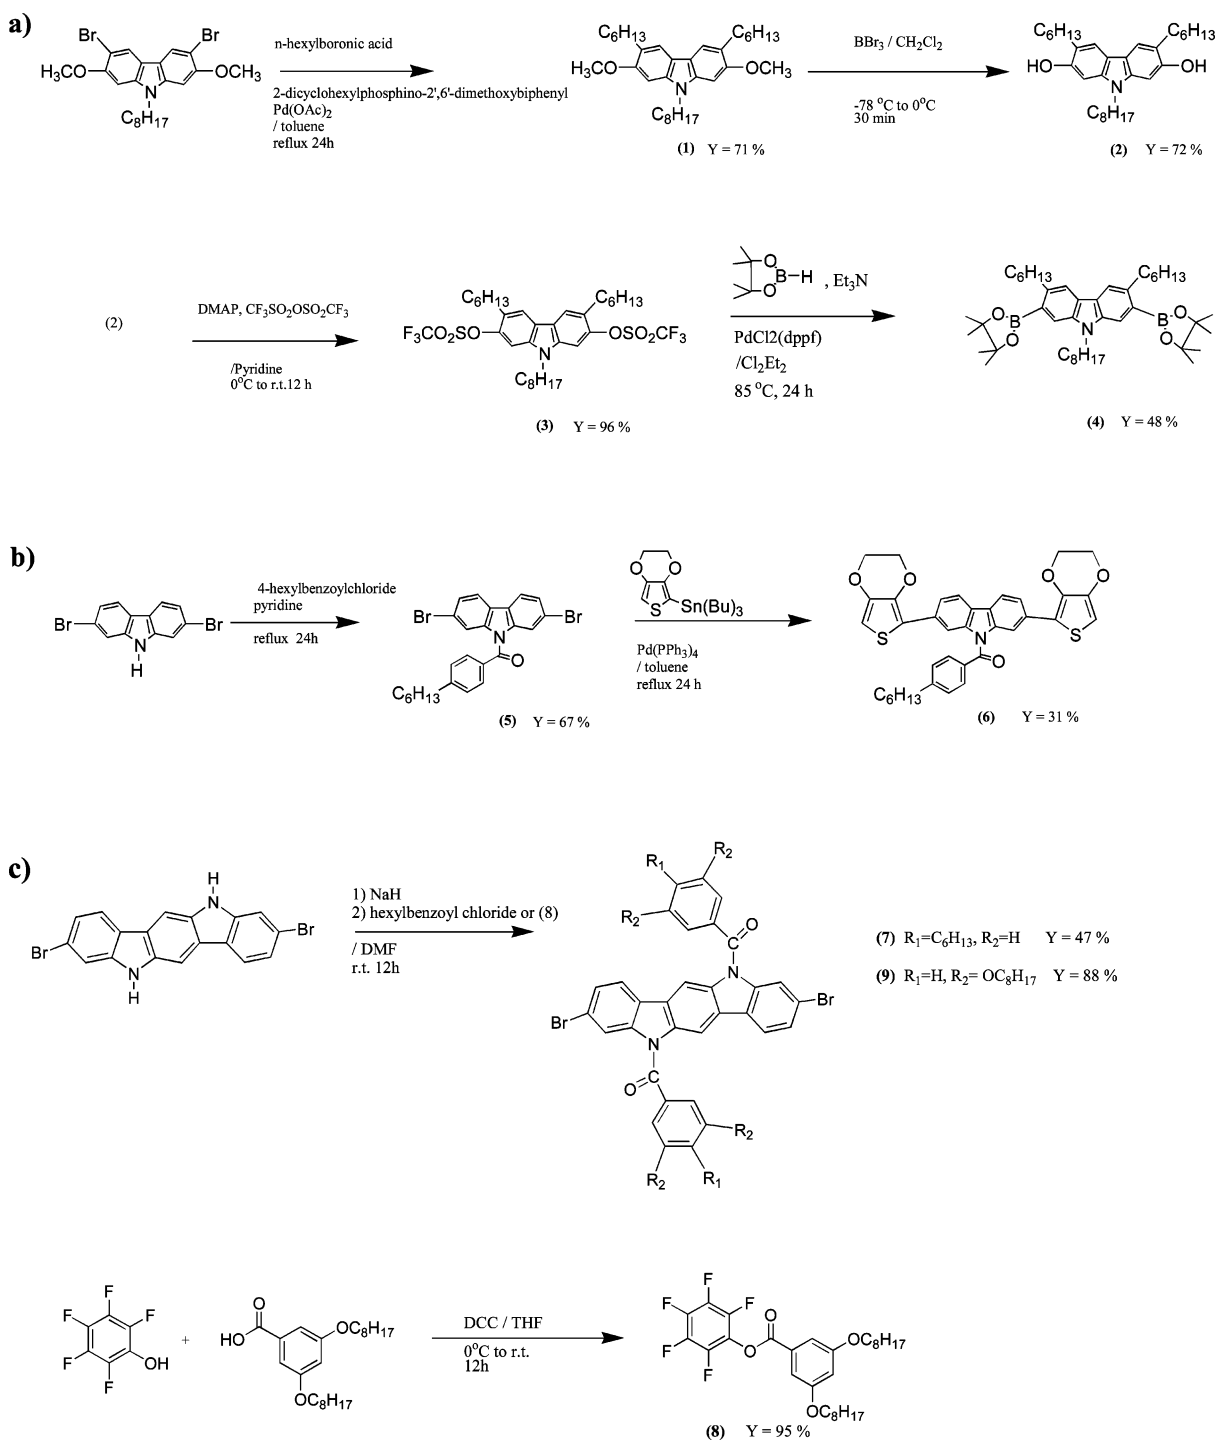 a)
Br
Br
OCH3
OCH3
N
C8H17
n-hexylboronic acid
2-dicyclohexylphosphino-2',6'-dimethoxybiphenyl
Pd(OAc)2
/ toluene
reflux 24h
C6H13
C6H13
OCH3
OCH3
N
C8H17
(1) Y = 71 %
BBr3 / CH2Cl2
-78 °C to 0°C
30 min
C6H13
C6H13
HO
OH
N
C8H17
(2) Y = 72 %
(2)
DMAP, CF3SO2OSO2CF3
/Pyridine
0°C to r.t.12 h
C6H13
C6H13
F3CO2SO
OSO2CF3
N
C8H17
(3) Y = 96 %
O
B–H
O
, Et3N
PdCl2(dppf)
/Cl2Et2
85 °C, 24 h
C6H13
C6H13
O
B
O
B
O
O
N
C8H17
(4) Y = 48 %
b)
Br
Br
N
H
4-hexylbenzoylchloride
pyridine
reflux 24h
Br
Br
N
O
C6H13
(5) Y = 67 %
O
O
S
Sn(Bu)3
Pd(PPh3)4
/ toluene
reflux 24 h
O
O
S
O
O
S
N
O
C6H13
(6) Y = 31 %
c)
H
N
Br
Br
N
H
1) NaH
2) hexylbenzoyl chloride or (8)
/ DMF
r.t. 12h
R1
R2
R2
O
C
N
Br
Br
N
C
O
R2
R2
R1
(7) R1=C6H13, R2=H Y = 47 %
(9) R1=H, R2= OC8H17 Y = 88 %
F
F
F
F
F
OH
+
O
HO
OC8H17
OC8H17
DCC / THF
0°C to r.t.
12h
F
F
F
F
F
O
O
OC8H17
OC8H17
(8) Y = 95 %